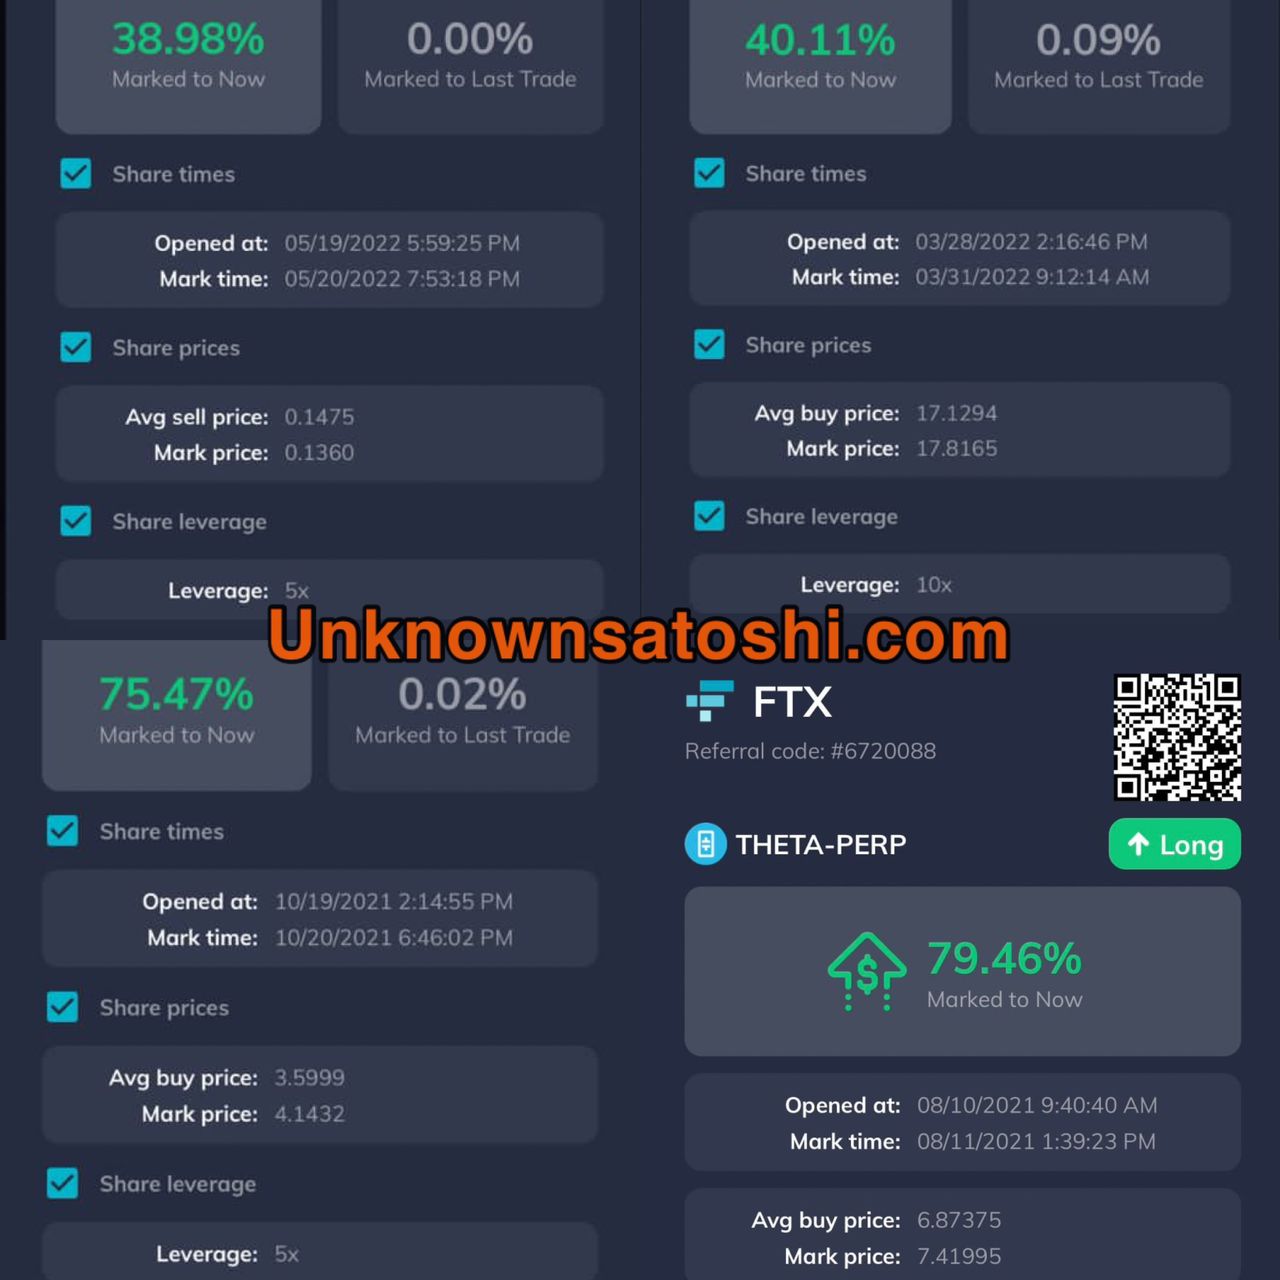 38.98%
Marked to Now
0.00%
Marked to Last Trade
Share times
Opened at: 05/19/2022 5:59:25 PM
Mark time: 05/20/2022 7:53:18 PM
Share prices
Avg sell price: 0.1475
Mark price: 0.1360
Share leverage
Leverage: 5x
40.11%
Marked to Now
0.09%
Marked to Last Trade
Share times
Opened at: 03/28/2022 2:16:46 PM
Mark time: 03/31/2022 9:12:14 AM
Share prices
Avg buy price: 17.1294
Mark price: 17.8165
Share leverage
Leverage: 10x
Unknownsatoshi.com
75.47%
Marked to Now
0.02%
Marked to Last Trade
Share times
Opened at: 10/19/2021 2:14:55 PM
Mark time: 10/20/2021 6:46:02 PM
Share prices
Avg buy price: 3.5999
Mark price: 4.1432
Share leverage
Leverage: 5x
FTX
Referral code: #6720088
THETA-PERP
Long
79.46%
Marked to Now
Opened at: 08/10/2021 9:40:40 AM
Mark time: 08/11/2021 1:39:23 PM
Avg buy price: 6.87375
Mark price: 7.41995